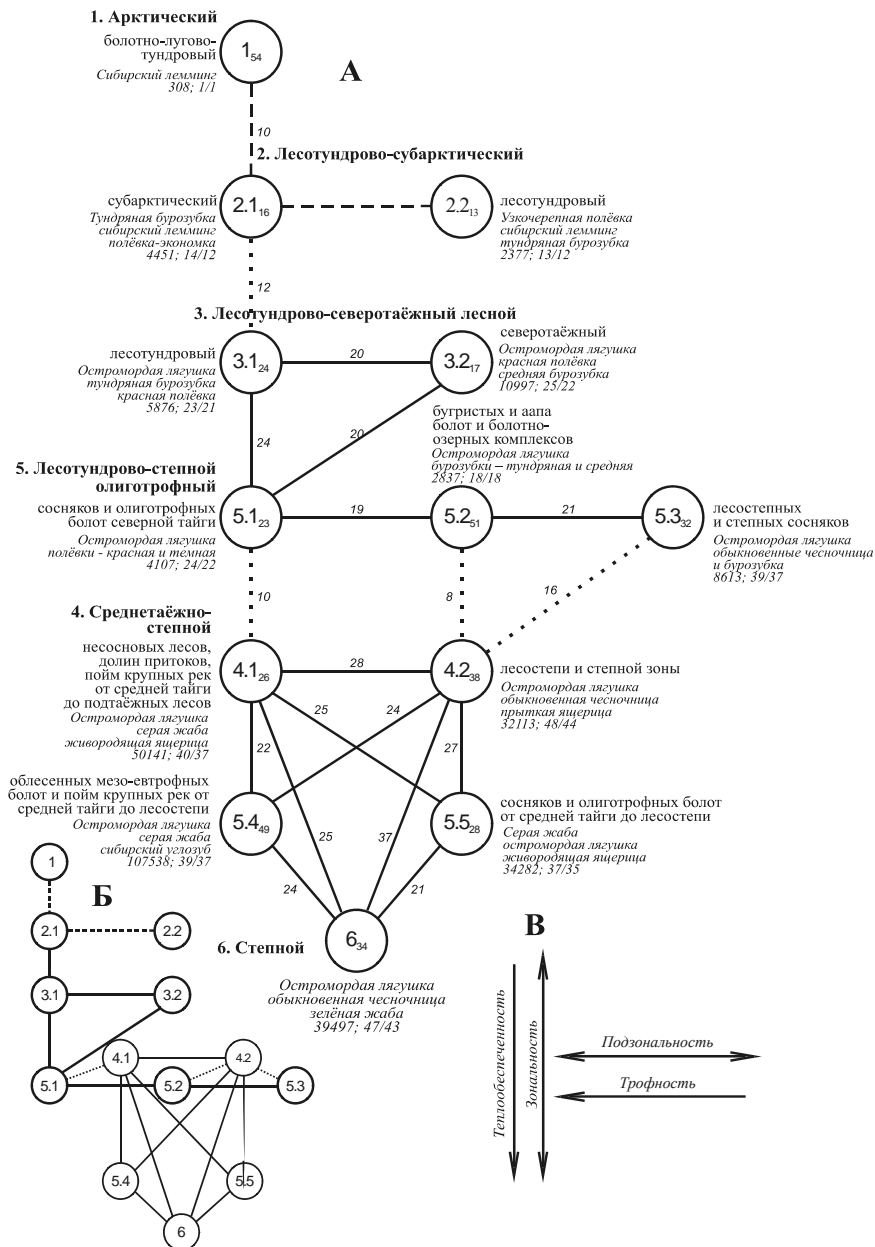 1. Арктический
болотно-лугово-
тундровый
Сибирский лемминг
308; 1/1
1₅₄
А
10
2. Лесотундрово-субарктический
субарктический
Тундряная бурозубка
сибирский лемминг
полёвка-экономка
4451; 14/12
2.1₁₆
2.2₁₃
лесотундровый
Узкочерепная полёвка
сибирский лемминг
тундряная бурозубка
2377; 13/12
12
3. Лесотундрово-северотаёжный лесной
лесотундровый
Остромордая лягушка
тундряная бурозубка
красная полёвка
5876; 23/21
3.1₂₄
20
3.2₁₇
северотаёжный
Остромордая лягушка
красная полёвка
средняя бурозубка
10997; 25/22
24
20
бугристых и аапа
болот и болотно-
озерных комплексов
Остромордая лягушка
бурозубки – тундряная и средняя
2837; 18/18
5. Лесотундрово-степной
олиготрофный
сосняков и олиготрофных
болот северной тайги
Остромордая лягушка
полёвки - красная и тёмная
4107; 24/22
5.1₂₃
19
5.2₅₁
21
5.3₃₂
лесостепных
и степных сосняков
Остромордая лягушка
обыкновенные чесночница
и бурозубка
8613; 39/37
10
8
16
4. Среднетаёжно-
степной
несосновых лесов,
долин притоков,
пойм крупных рек
от средней тайги
до подтаёжных лесов
Остромордая лягушка
серая жаба
живородящая ящерица
50141; 40/37
4.1₂₆
28
4.2₃₈
лесостепи и степной зоны
Остромордая лягушка
обыкновенная чесночница
прыткая ящерица
32113; 48/44
25
24
22
27
облесенных мезо-евтрофных
болот и пойм крупных рек от
средней тайги до лесостепи
Остромордая лягушка
серая жаба
сибирский углозуб
107538; 39/37
5.4₄₉
25
37
5.5₂₈
сосняков и олиготрофных болот
от средней тайги до лесостепи
Серая жаба
остромордая лягушка
живородящая ящерица
34282; 37/35
24
21
6. Степной
6₃₄
Остромордая лягушка
обыкновенная чесночница
зелёная жаба
39497; 47/43
Б
1
2.1
2.2
3.1
3.2
4.1
4.2
5.1
5.2
5.3
5.4
5.5
6
В
Теплообеспеченность
Зональность
Подзональность
Трофность